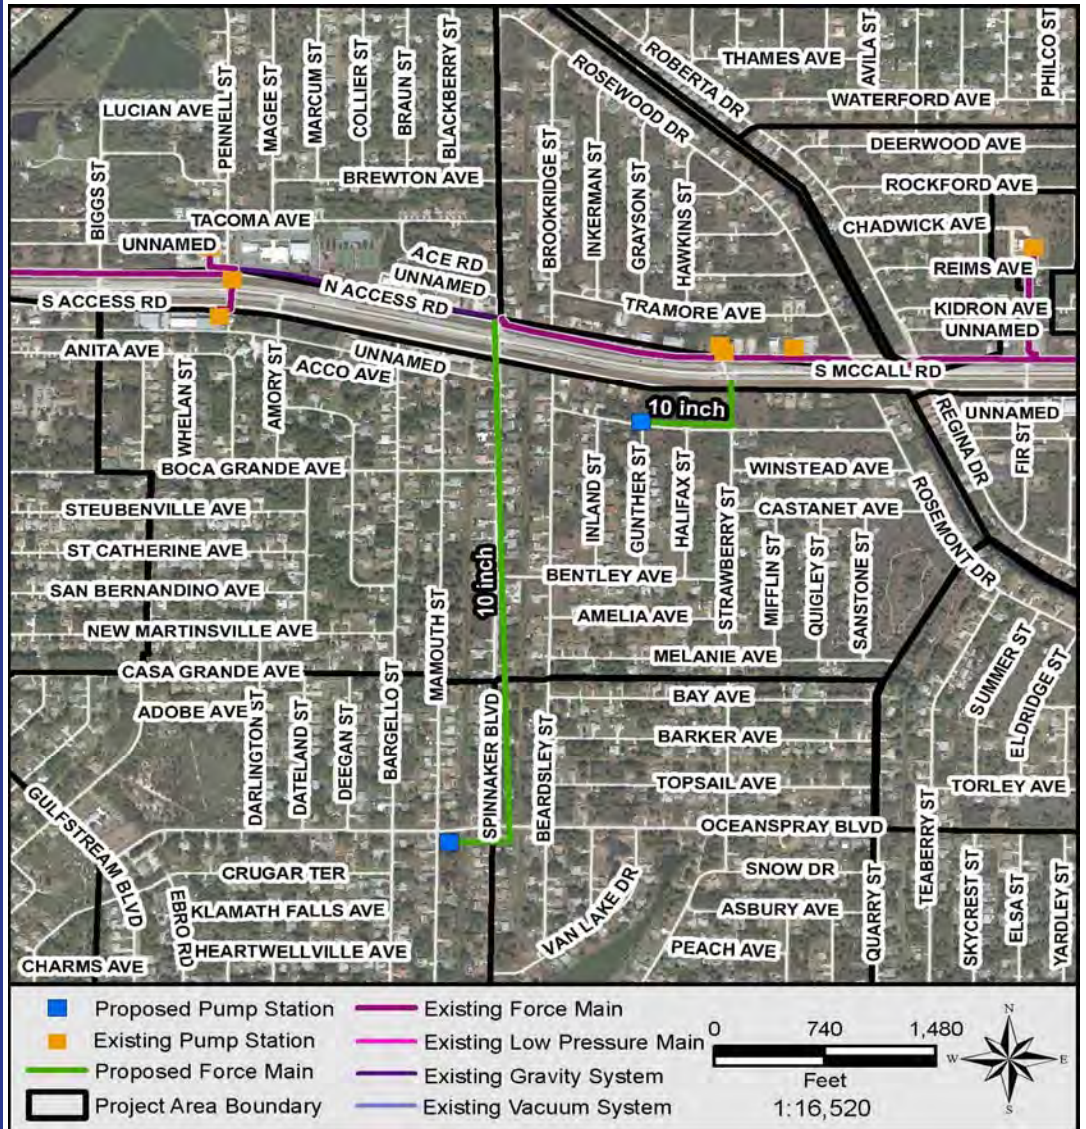 THAMES AVE
AVILA ST
PHILCO ST
ROBERTA DR
ROSEWOOD DR
WATERFORD AVE
LUCIAN AVE
PENNELL ST
MAGEE ST
MARCUM ST
COLLIER ST
BRAUN ST
BLACKBERRY ST
DEERWOOD AVE
BREWTON AVE
ROCKFORD AVE
BIGGS ST
BROOKRIDGE ST
INKERMAN ST
GRAYSON ST
HAWKINS ST
TACOMA AVE
CHADWICK AVE
UNNAMED
ACE RD
UNNAMED
REIMS AVE
S ACCESS RD
N ACCESS RD
TRAMORE AVE
KIDRON AVE
UNNAMED
ANITA AVE
UNNAMED
ACCO AVE
S MCCALL RD
WHELAN ST
AMORY ST
10 inch
REGINA DR
UNNAMED
FIR ST
BOCA GRANDE AVE
INLAND ST
GUNTHER ST
HALIFAX ST
WINSTEAD AVE
STEUBENVILLE AVE
CASTANET AVE
ROSEMONT DR
ST CATHERINE AVE
10 inch
STRAWBERRY ST
MIFFLIN ST
QUIGLEY ST
SANSTONE ST
SAN BERNANDINO AVE
BENTLEY AVE
NEW MARTINSVILLE AVE
MAMOUTH ST
AMELIA AVE
CASA GRANDE AVE
MELANIE AVE
SUMMER ST
ELDRIDGE ST
ADOBE AVE
DARLINGTON ST
DATELAND ST
DEEGAN ST
BARGELLO ST
SPINNAKER BLVD
BEARDSLEY ST
BAY AVE
BARKER AVE
TOPSAIL AVE
TORLEY AVE
GULFSTREAM BLVD
OCEANSPRAY BLVD
TEABERRY ST
CRUGAR TER
SNOW DR
QUARRY ST
SKYCREST ST
ELSA ST
YARDLEY ST
EBRO RD
KLAMATH FALLS AVE
VAN LAKE DR
ASBURY AVE
HEARTWELLVILLE AVE
PEACH AVE
CHARMS AVE
Proposed Pump Station
Existing Pump Station
Proposed Force Main
Project Area Boundary
Existing Force Main
Existing Low Pressure Main
Existing Gravity System
Existing Vacuum System
0 740 1,480
Feet
1:16,520
N
W E
S